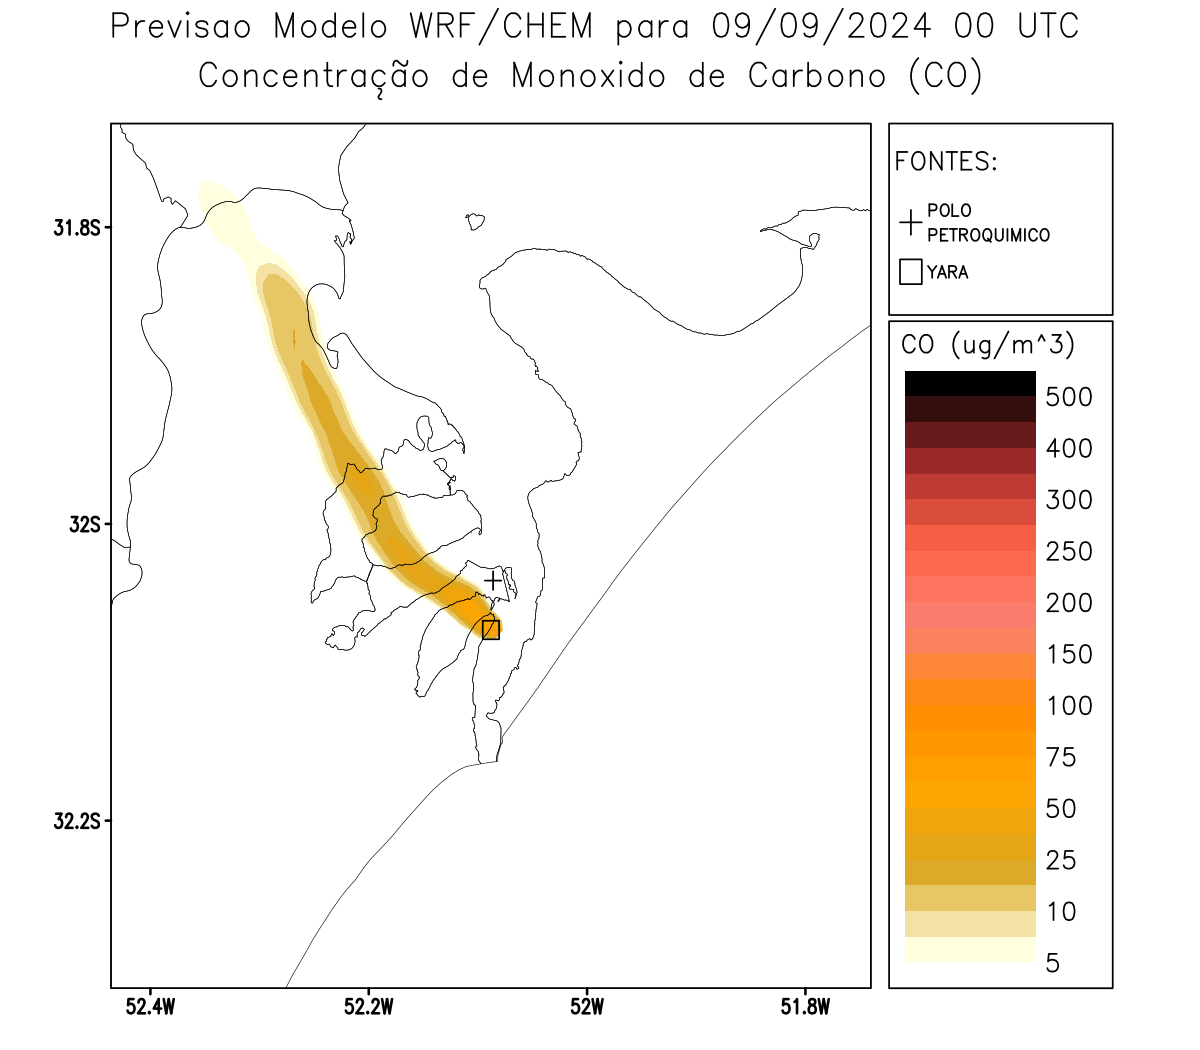 Previsao Modelo WRF/CHEM para 09/09/2024 00 UTC
Concentração de Monoxido de Carbono (CO)
FONTES:
POLO
PETROQUIMICO
YARA
CO (ug/m^3)
500
400
300
250
200
150
100
75
50
25
10
5
31.8S
32S
32.2S
52.4W
52.2W
52W
51.8W